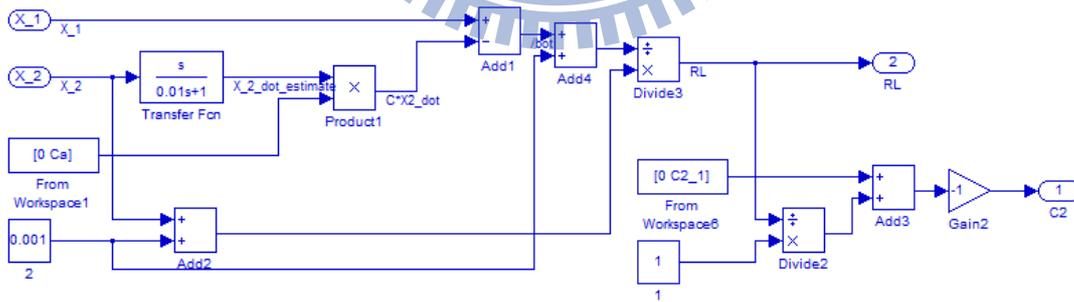 X_1
X_1
X_2
X_2
s
0.01s+1
Transfer Fcn
X_2_dot_estimate
×
Product1
C*X2_dot
+
−
Add1
+
+
Add4
÷
×
Divide3
RL
2
RL
[0 Ca]
From
Workspace1
0.001
2
+
+
Add2
[0 C2_1]
From
Workspace6
1
1
÷
×
Divide2
+
+
Add3
-1
Gain2
1
C2